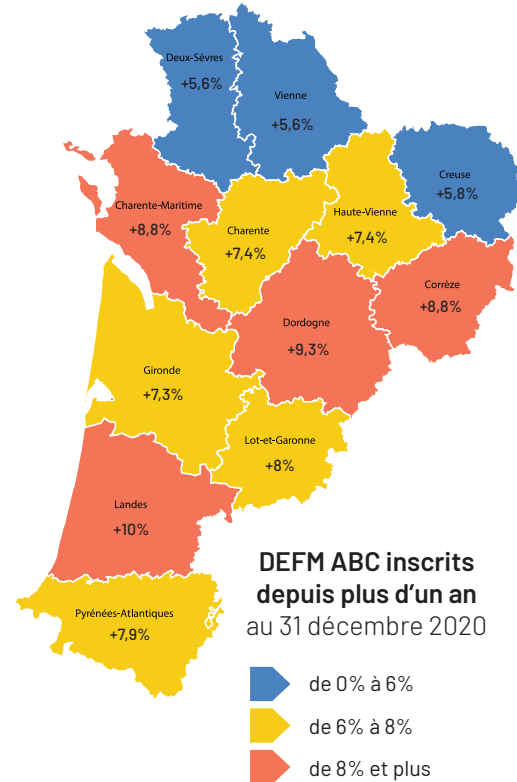 Deux-Sèvres
+5,6%
Vienne
+5,6%
Creuse
+5,8%
Charente-Maritime
+8,8%
Charente
+7,4%
Haute-Vienne
+7,4%
Corrèze
+8,8%
Dordogne
+9,3%
Gironde
+7,3%
Lot-et-Garonne
+8%
Landes
+10%
Pyrénées-Atlantiques
+7,9%
DEFM ABC inscrits
depuis plus d’un an
au 31 décembre 2020
de 0% à 6%
de 6% à 8%
de 8% et plus